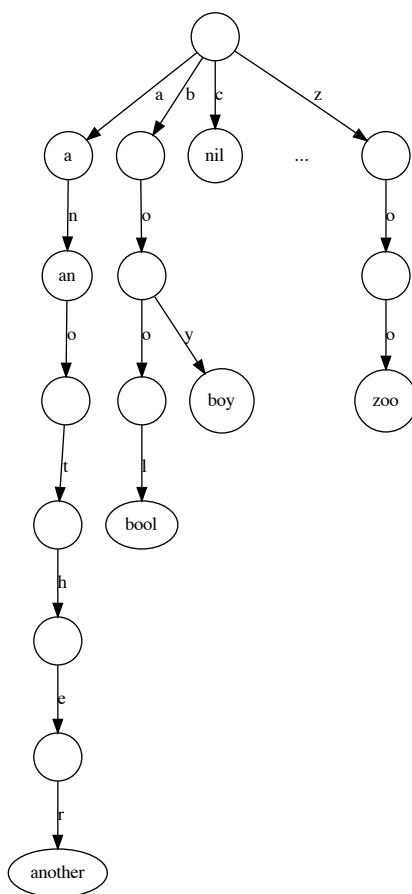 a b c z
a nil ...
n o o
an
o o y o
boy zoo
t l
bool
h
e
r
another